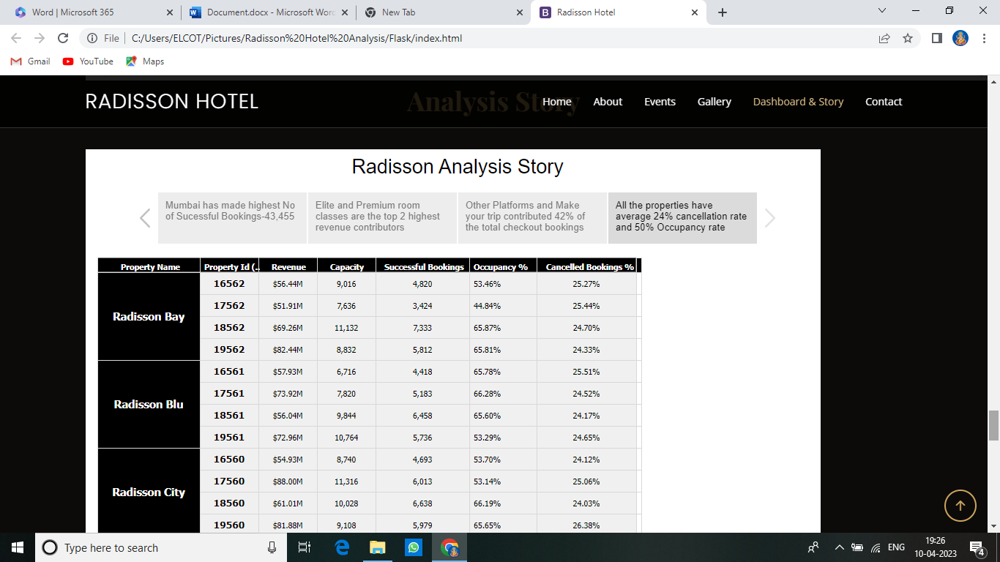 Word | Microsoft 365
Document.docx - Microsoft Word
New Tab
Radisson Hotel
File
C:/Users/ELCOT/Pictures/Radisson%20Hotel%20Analysis/Flask/index.html
Gmail YouTube Maps
RADISSON HOTEL
Analysis Story
Home About Events Gallery Dashboard & Story Contact
Radisson Analysis Story
Mumbai has made highest No
of Sucessful Bookings-43,455
Elite and Premium room
classes are the top 2 highest
revenue contributors
Other Platforms and Make
your trip contributed 42% of
the total checkout bookings
All the properties have
average 24% cancellation rate
and 50% Occupancy rate
Property Name Property Id (.. Revenue Capacity Successful Bookings Occupancy % Cancelled Bookings %
Radisson Bay
16562 $56.44M 9,016 4,820 53.46% 25.27%
17562 $51.91M 7,636 3,424 44.84% 25.44%
18562 $69.26M 11,132 7,333 65.87% 24.70%
19562 $82.44M 8,832 5,812 65.81% 24.33%
Radisson Blu
16561 $57.93M 6,716 4,418 65.78% 25.51%
17561 $73.92M 7,820 5,183 66.28% 24.52%
18561 $56.04M 9,844 6,458 65.60% 24.17%
19561 $72.96M 10,764 5,736 53.29% 24.65%
Radisson City
16560 $54.93M 8,740 4,693 53.70% 24.12%
17560 $88.00M 11,316 6,013 53.14% 25.06%
18560 $61.01M 10,028 6,638 66.19% 24.03%
19560 $81.88M 9,108 5,979 65.65% 26.38%
Type here to search
ENG
19:26
10-04-2023
4